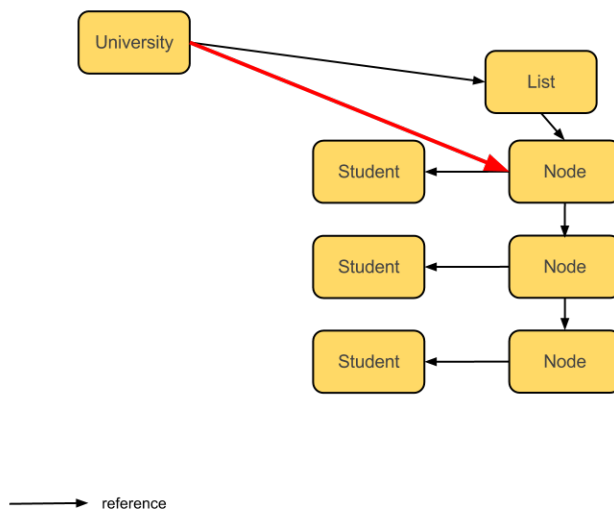 University
List
Student
Node
Student
Node
Student
Node
reference